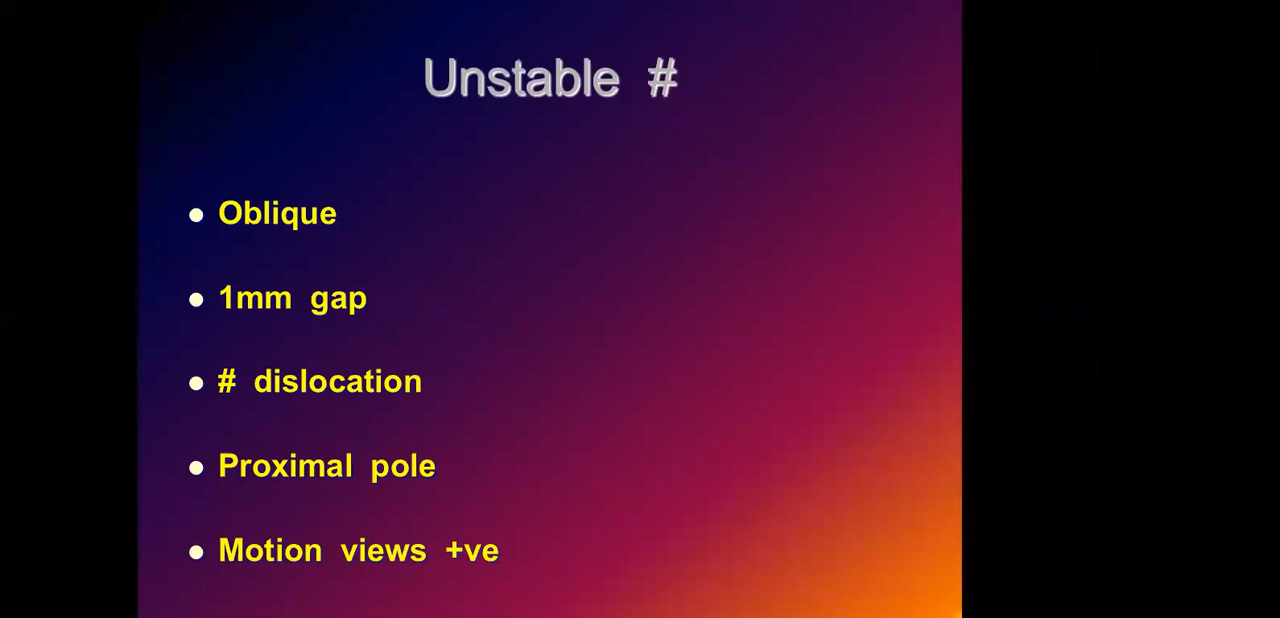 Unstable #
• Oblique
• 1mm gap
• # dislocation
• Proximal pole
• Motion views +ve